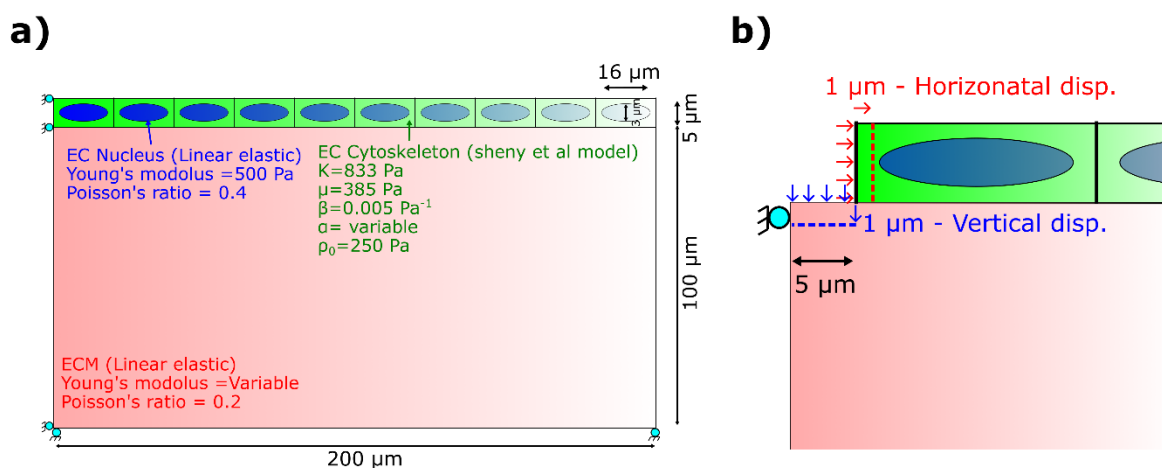 a)
16 µm
3 µm
5 µm
EC Nucleus (Linear elastic)
Young's modolus =500 Pa
Poisson's ratio = 0.4
EC Cytoskeleton (sheny et al model)
K=833 Pa
µ=385 Pa
β=0.005 Pa⁻¹
α= variable
ρ₀=250 Pa
100 µm
ECM (Linear elastic)
Young's modolus =Variable
Poisson's ratio = 0.2
200 µm
b)
1 µm - Horizonatal disp.
1 µm - Vertical disp.
5 µm